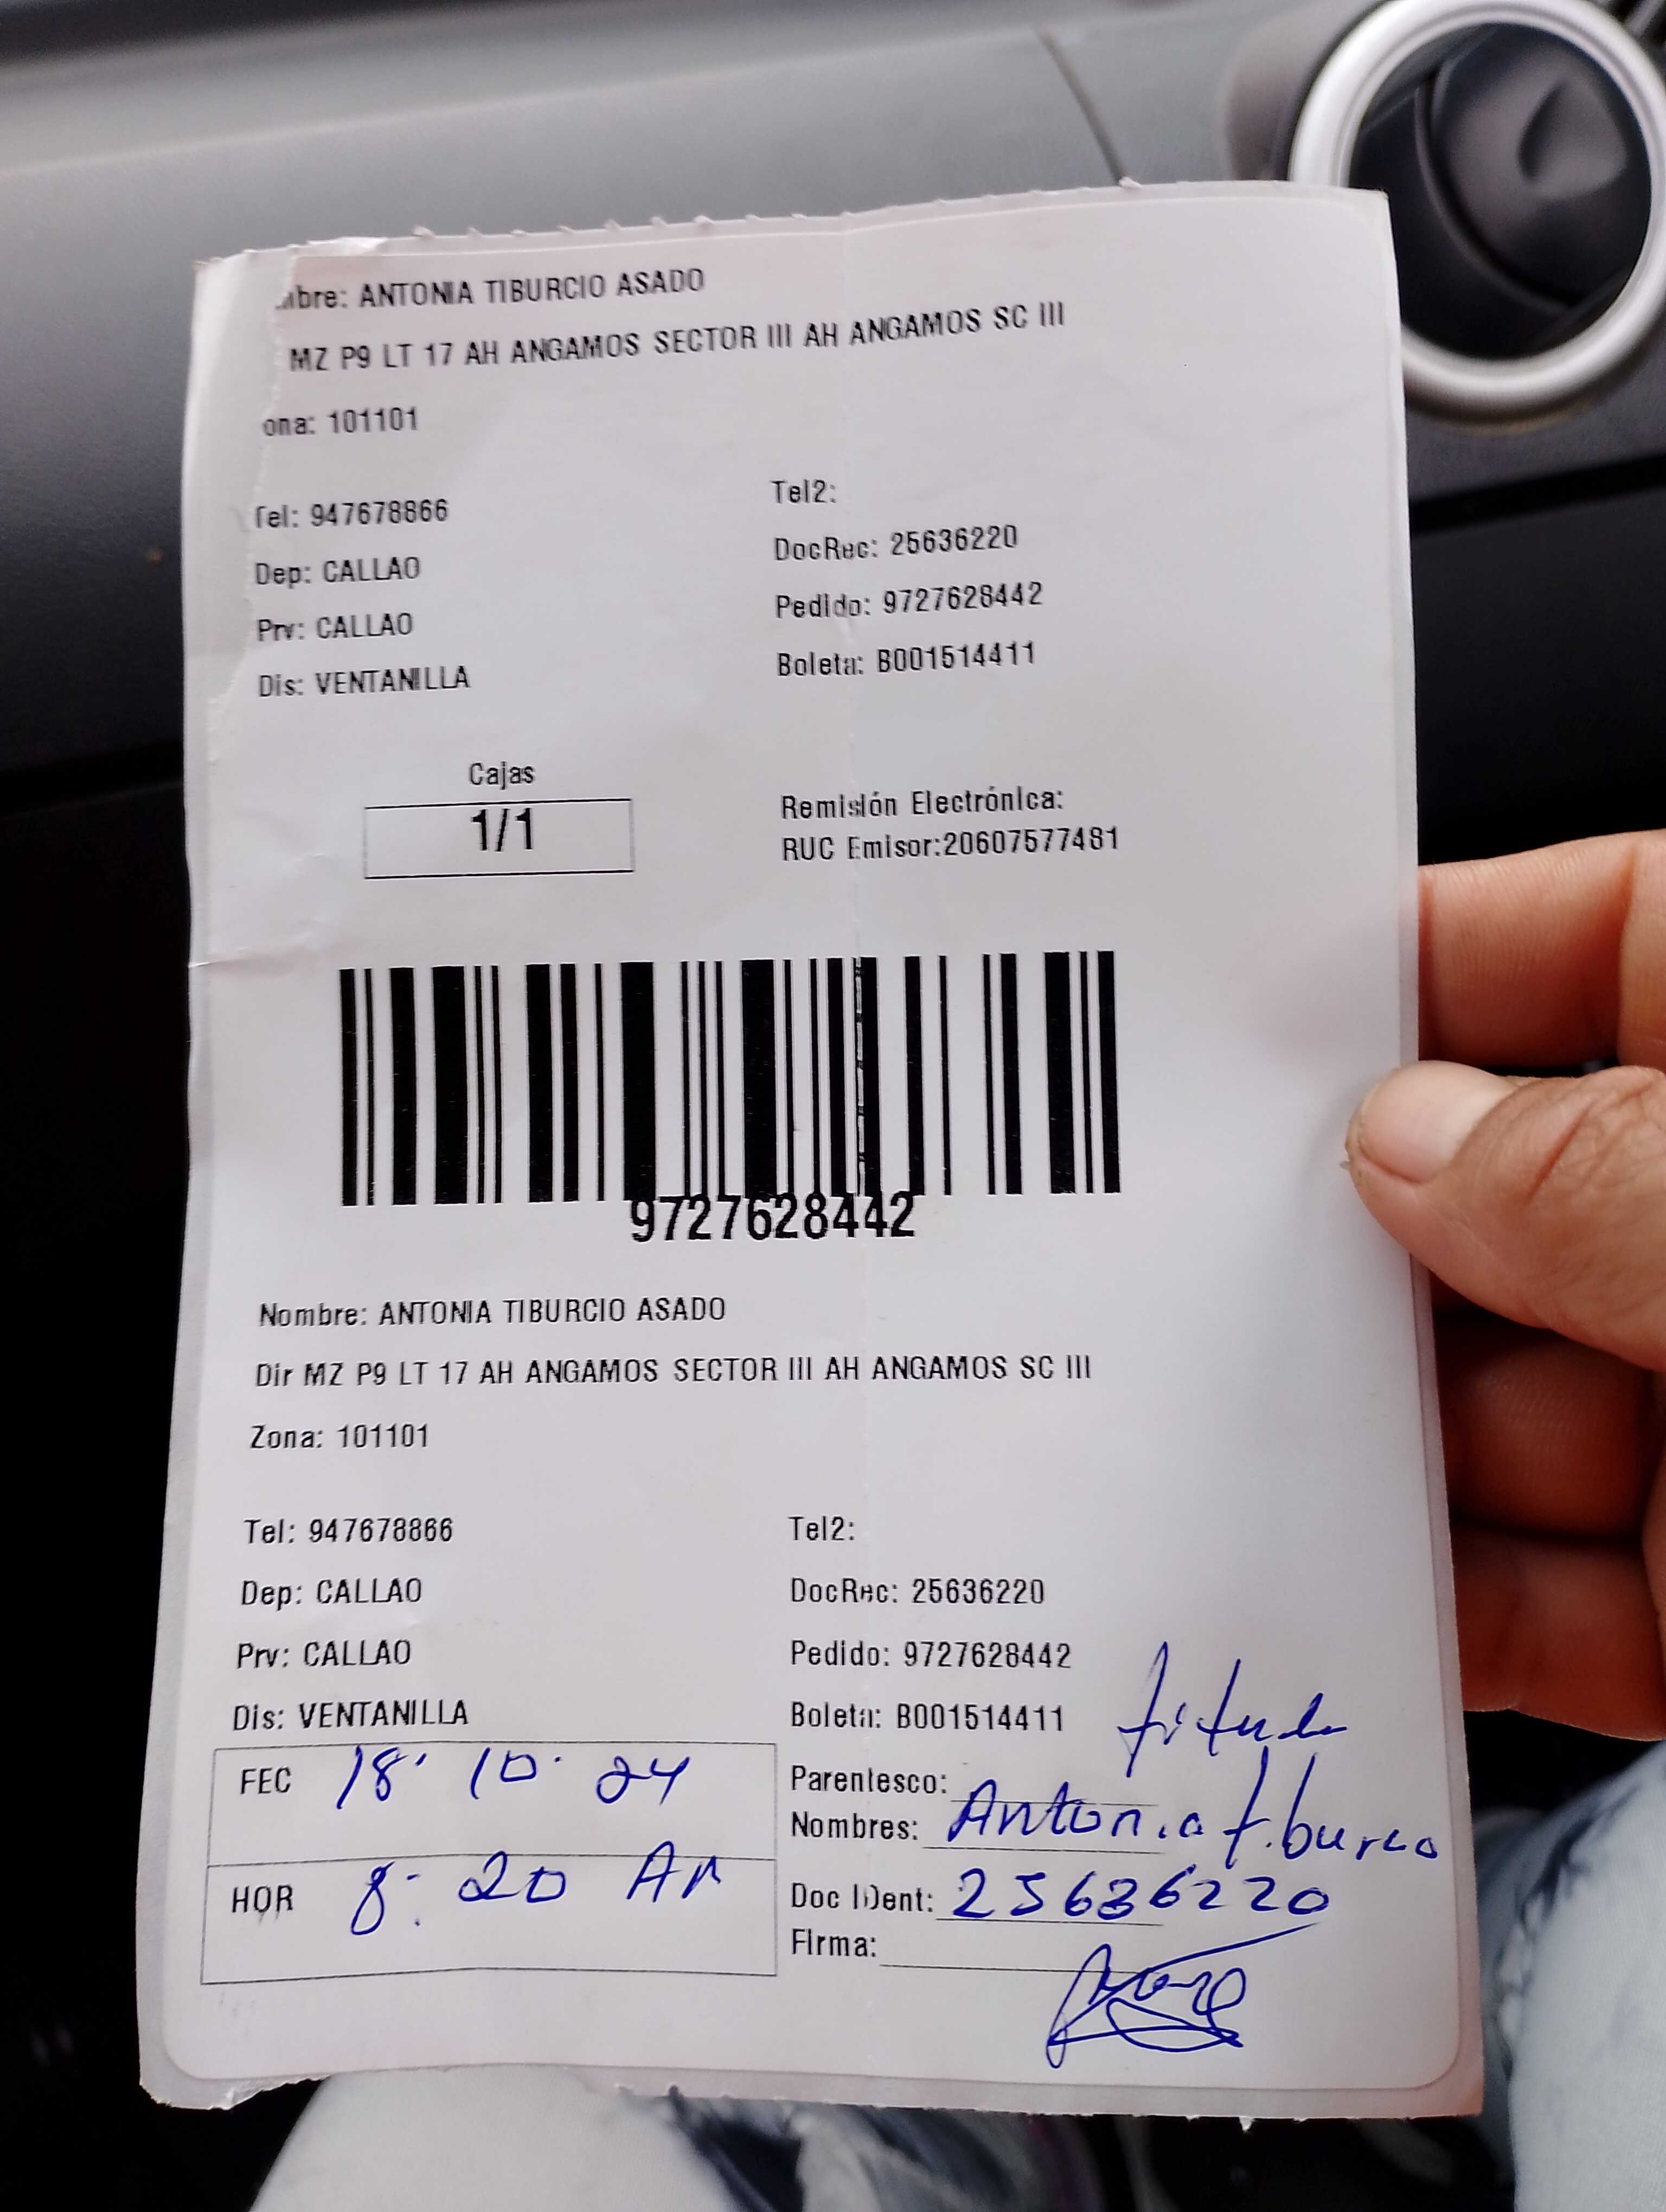 mbre: ANTONIA TIBURCIO ASADO
MZ P9 LT 17 AH ANGAMOS SECTOR III AH ANGAMOS SC III
ona: 101101
Tel: 947678866
Tel2:
DocRec: 25636220
Dep: CALLAO
Pedido: 9727628442
Prv: CALLAO
Boleta: B001514411
Dis: VENTANILLA
Cajas
1/1
Remisión Electrónica:
RUC Emisor:20607577481
9727628442
Nombre: ANTONIA TIBURCIO ASADO
Dir MZ P9 LT 17 AH ANGAMOS SECTOR III AH ANGAMOS SC III
Zona: 101101
Tel: 947678866
Tel2:
Dep: CALLAO
DocRec: 25636220
Prv: CALLAO
Pedido: 9727628442
Dis: VENTANILLA
Boleta: B001514411
FEC 18. 10. 24
Parentesco:
Nombres: Antonia tiburcio
HOR 8:20 AM
Doc IDent: 25636220
Firma: